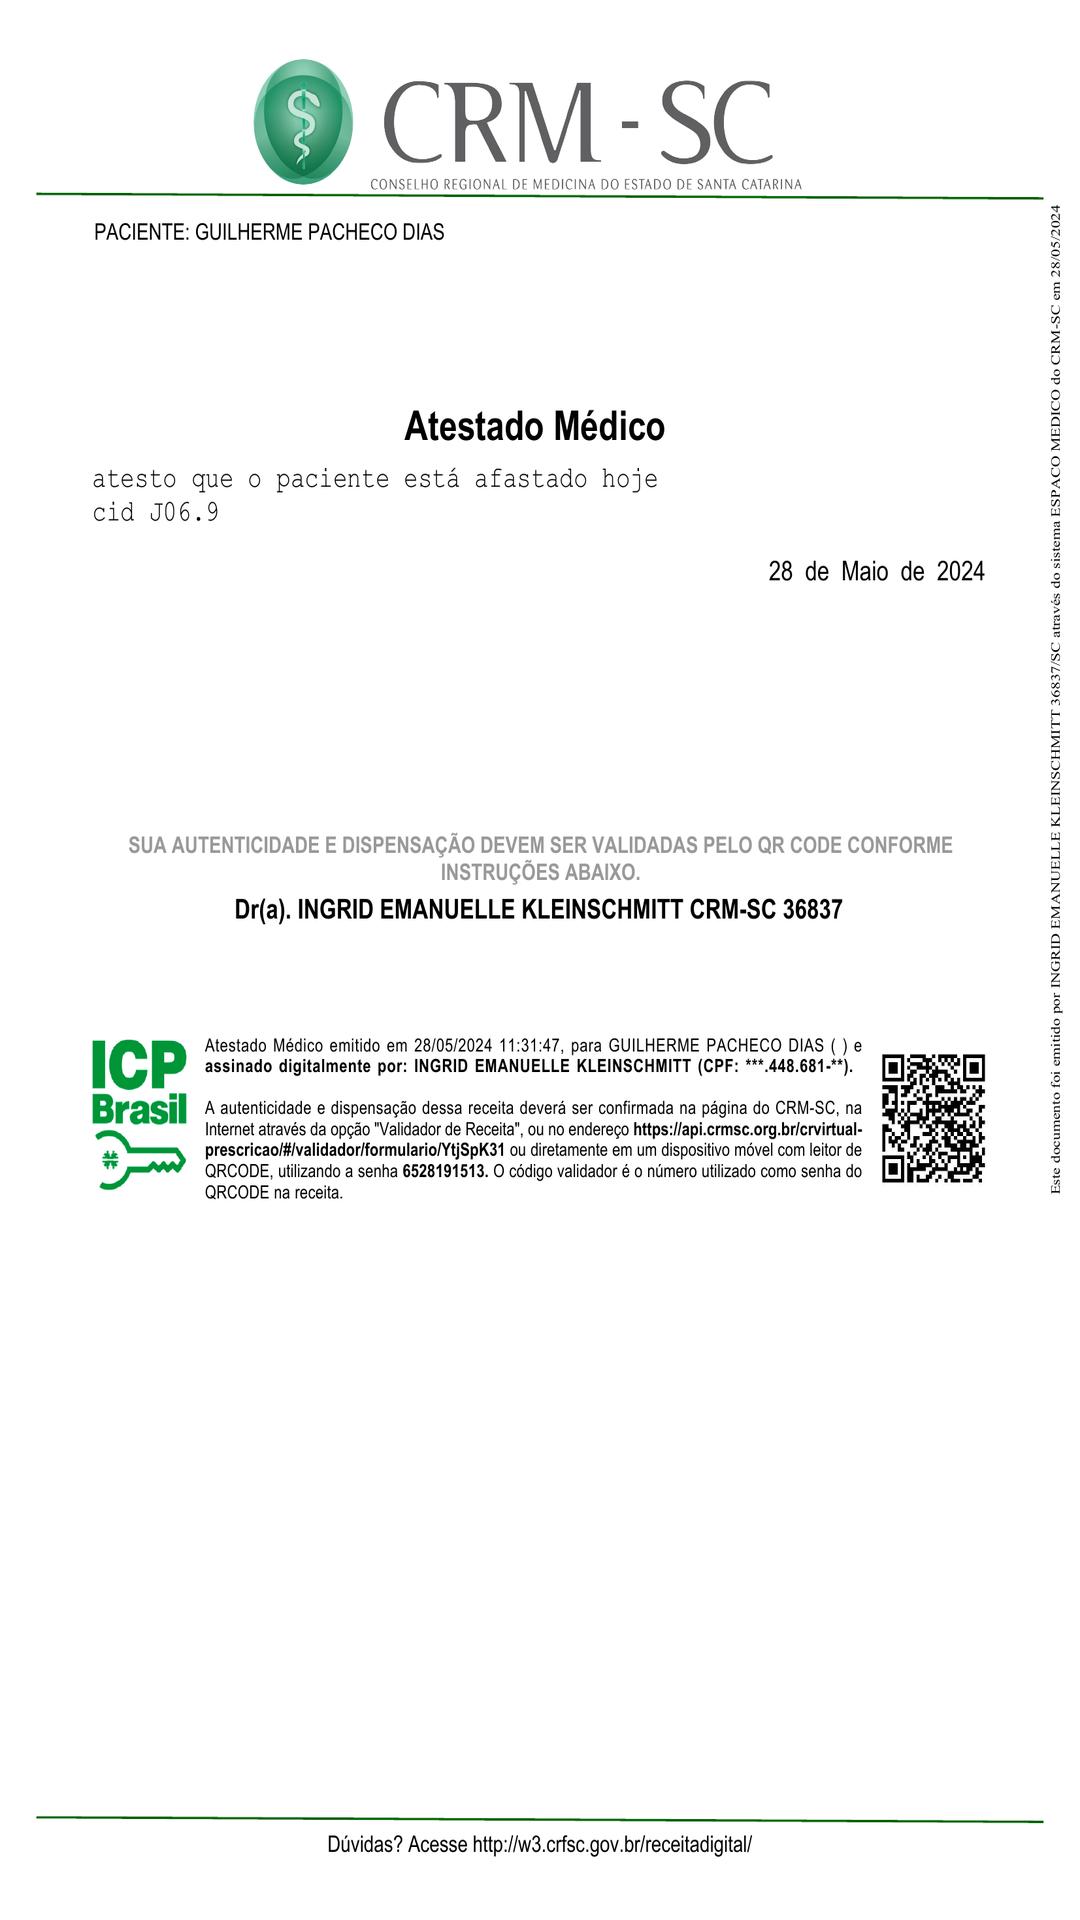 CRM - SC
CONSELHO REGIONAL DE MEDICINA DO ESTADO DE SANTA CATARINA
PACIENTE: GUILHERME PACHECO DIAS
Atestado Médico
atesto que o paciente está afastado hoje
cid J06.9
28 de Maio de 2024
SUA AUTENTICIDADE E DISPENSAÇÃO DEVEM SER VALIDADAS PELO QR CODE CONFORME
INSTRUÇÕES ABAIXO.
Dr(a). INGRID EMANUELLE KLEINSCHMITT CRM-SC 36837
ICP
Brasil
Atestado Médico emitido em 28/05/2024 11:31:47, para GUILHERME PACHECO DIAS ( ) e
assinado digitalmente por: INGRID EMANUELLE KLEINSCHMITT (CPF: ***.448.681-**).
A autenticidade e dispensação dessa receita deverá ser confirmada na página do CRM-SC, na
Internet através da opção "Validador de Receita", ou no endereço https://api.crmsc.org.br/crvirtual-
prescricao/#/validador/formulario/YtjSpK31 ou diretamente em um dispositivo móvel com leitor de
QRCODE, utilizando a senha 6528191513. O código validador é o número utilizado como senha do
QRCODE na receita.
Este documento foi emitido por INGRID EMANUELLE KLEINSCHMITT 36837/SC através do sistema ESPACO MEDICO do CRM-SC em 28/05/2024
Dúvidas? Acesse http://w3.crfsc.gov.br/receitadigital/